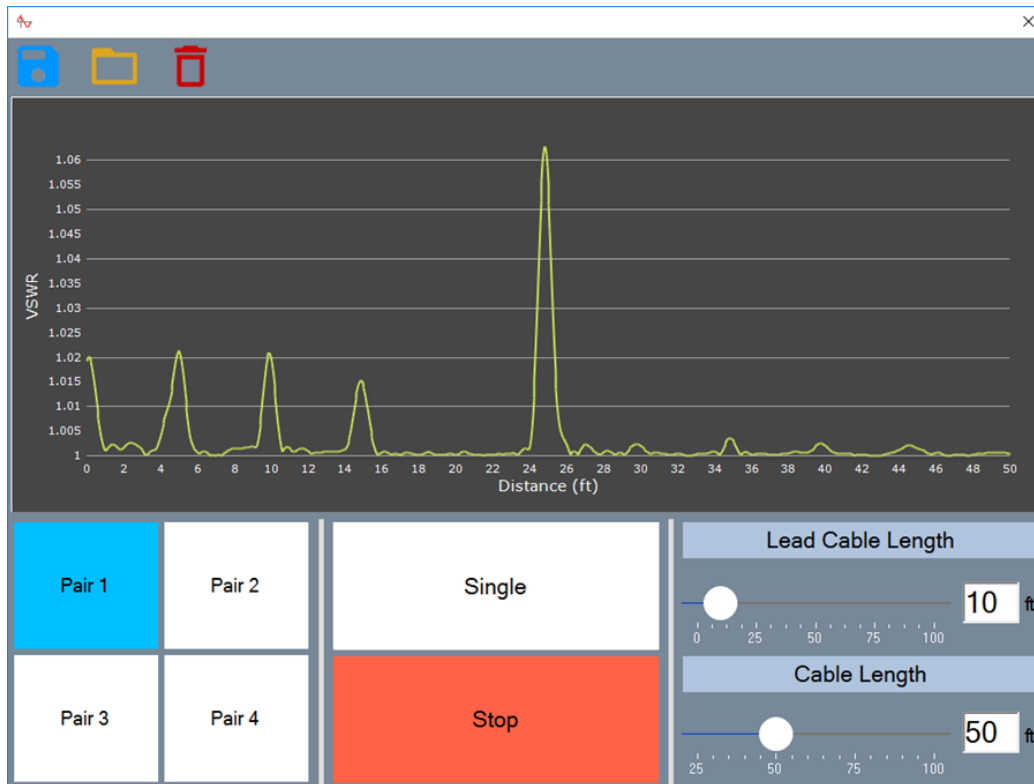 1.06
1.055
1.05
1.045
1.04
1.035
1.03
1.025
1.02
1.015
1.01
1.005
1
VSWR
0 2 4 6 8 10 12 14 16 18 20 22 24 26 28 30 32 34 36 38 40 42 44 46 48 50
Distance (ft)
Pair 1 Pair 2 Single Lead Cable Length
10 ft
0 25 50 75 100
Pair 3 Pair 4 Stop Cable Length
50 ft
25 50 75 100